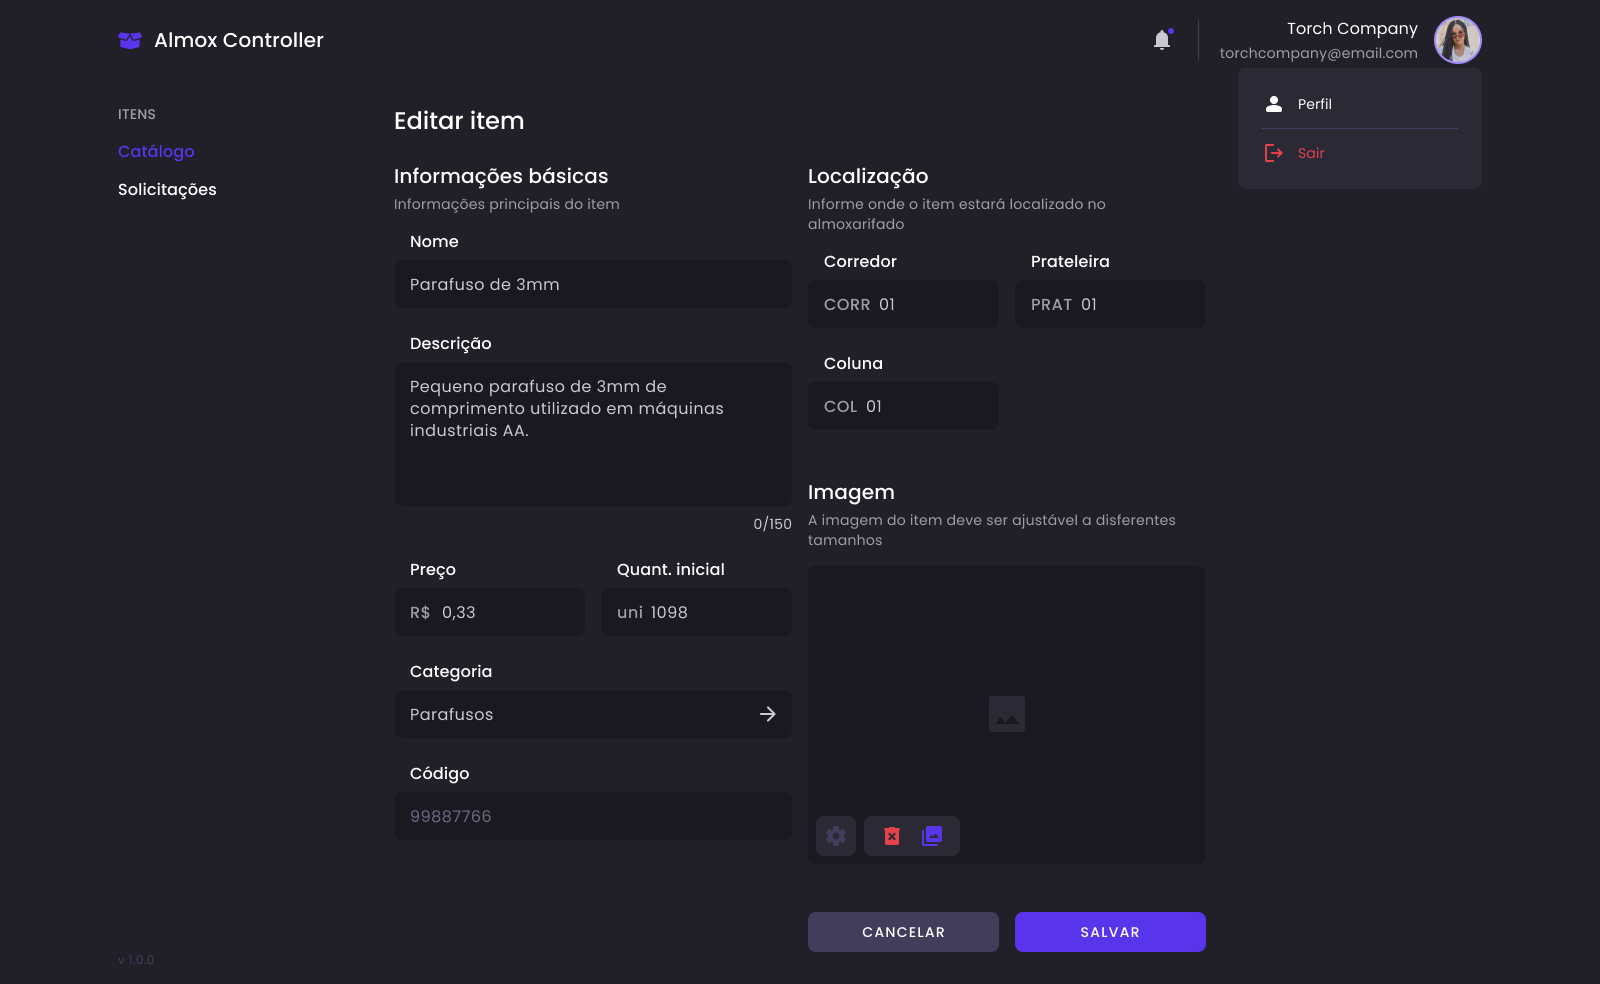 Almox Controller
Torch Company
torchcompany@email.com
Perfil
Sair
ITENS
Catálogo
Solicitações
Editar item
Informações básicas
Informações principais do item
Nome
Parafuso de 3mm
Descrição
Pequeno parafuso de 3mm de
comprimento utilizado em máquinas
industriais AA.
0/150
Preço
R$ 0,33
Quant. inicial
uni 1098
Categoria
Parafusos
Código
99887766
Localização
Informe onde o item estará localizado no
almoxarifado
Corredor
CORR 01
Prateleira
PRAT 01
Coluna
COL 01
Imagem
A imagem do item deve ser ajustável a disferentes
tamanhos
CANCELAR
SALVAR
v 1.0.0